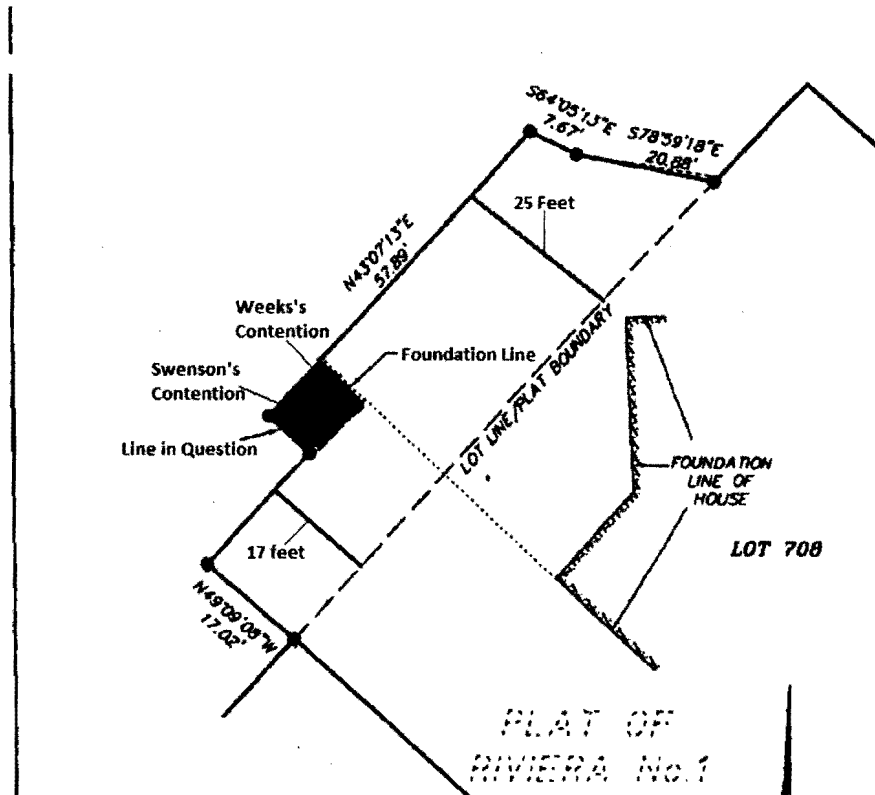 S64°05'13"E
7.67'
S78°59'18"E
20.88'
25 Feet
N43°07'13"E
57.89'
Weeks's
Contention
Foundation Line
Swenson's
Contention
Line in Question
LOT LINE/PLAT BOUNDARY
FOUNDATION
LINE OF
HOUSE
LOT 708
17 feet
N49°09'08"W
17.02'
PLAT OF
RIVIERA No.1